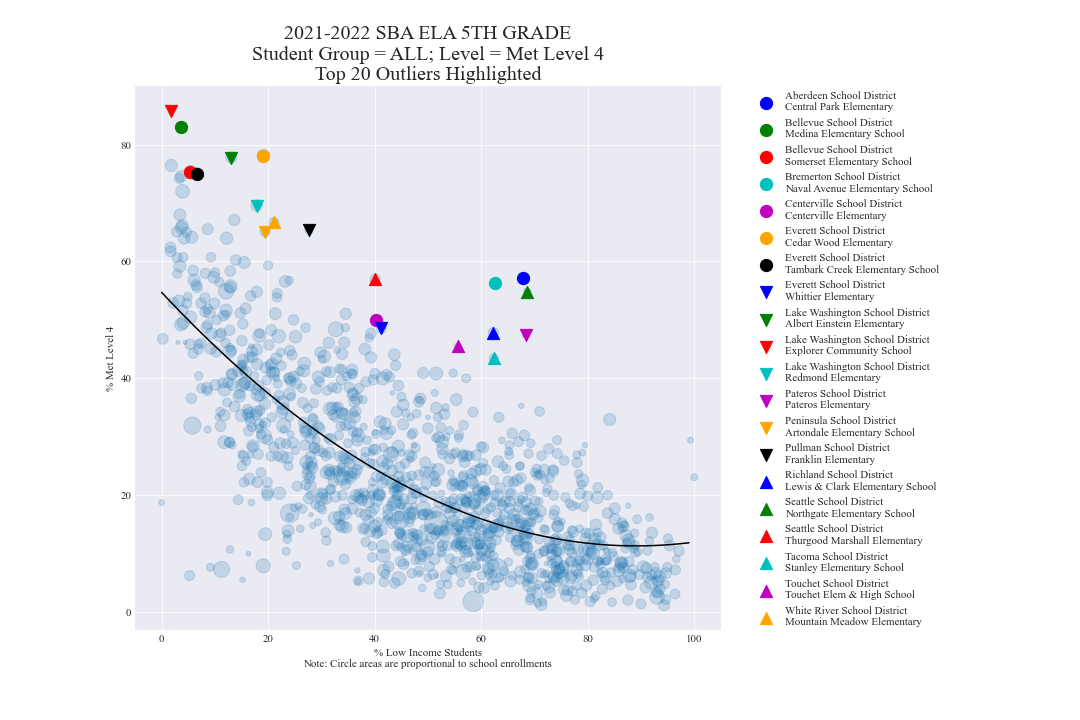 2021-2022 SBA ELA 5TH GRADE
Student Group = ALL; Level = Met Level 4
Top 20 Outliers Highlighted
% Met Level 4
80
60
40
20
0
0 20 40 60 80 100
% Low Income Students
Note: Circle areas are proportional to school enrollments
Aberdeen School District
Central Park Elementary
Bellevue School District
Medina Elementary School
Bellevue School District
Somerset Elementary School
Bremerton School District
Naval Avenue Elementary School
Centerville School District
Centerville Elementary
Everett School District
Cedar Wood Elementary
Everett School District
Tambark Creek Elementary School
Everett School District
Whittier Elementary
Lake Washington School District
Albert Einstein Elementary
Lake Washington School District
Explorer Community School
Lake Washington School District
Redmond Elementary
Pateros School District
Pateros Elementary
Peninsula School District
Artondale Elementary School
Pullman School District
Franklin Elementary
Richland School District
Lewis & Clark Elementary School
Seattle School District
Northgate Elementary School
Seattle School District
Thurgood Marshall Elementary
Tacoma School District
Stanley Elementary School
Touchet School District
Touchet Elem & High School
White River School District
Mountain Meadow Elementary